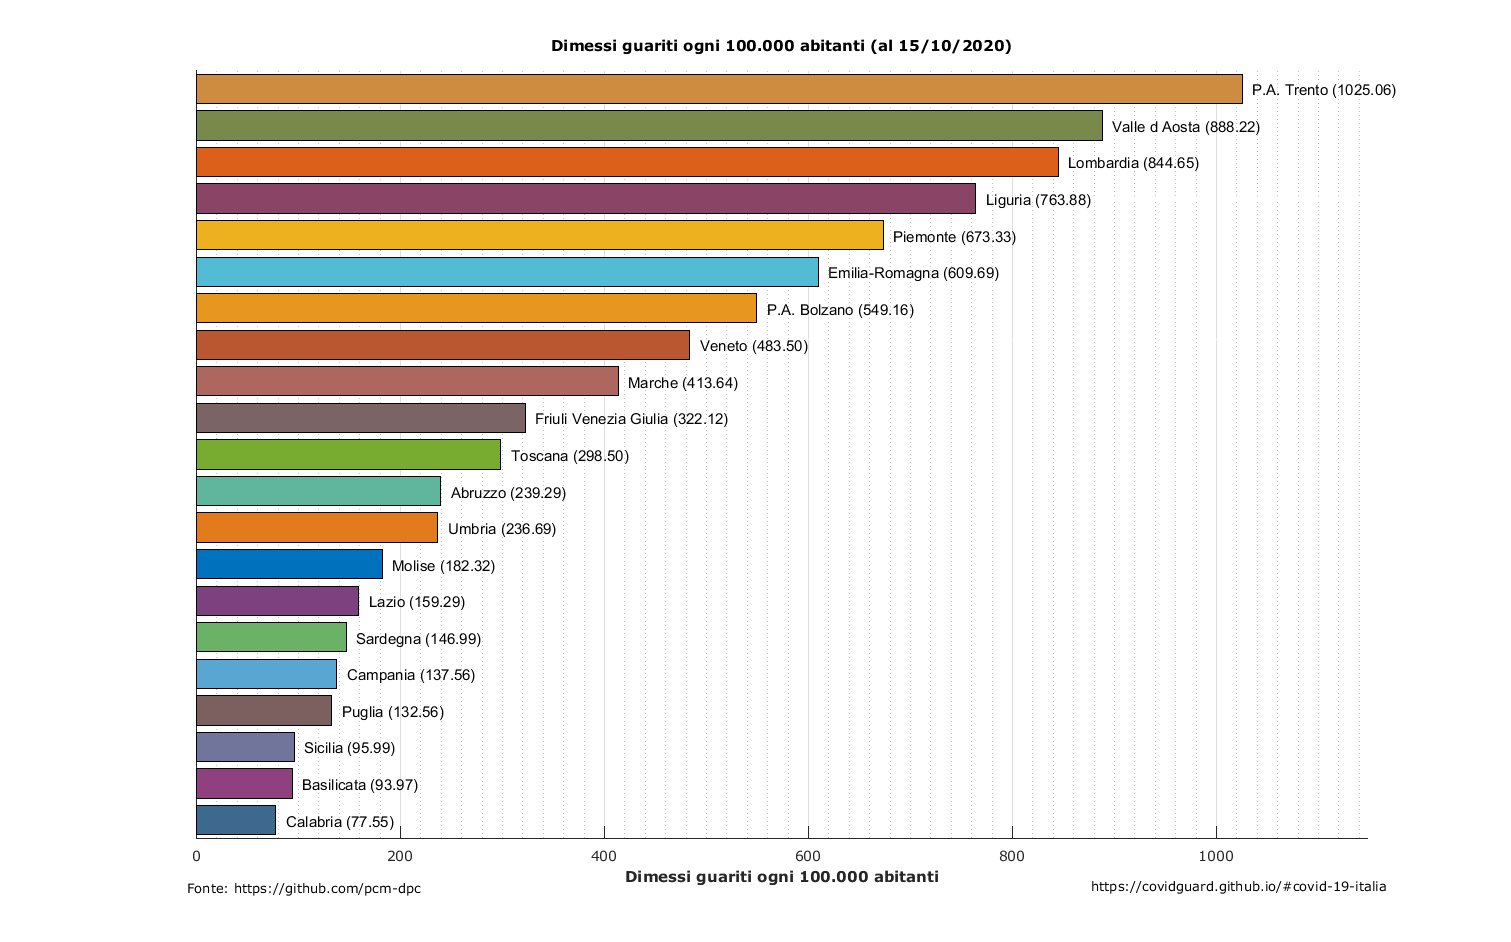 Dimessi guariti ogni 100.000 abitanti (al 15/10/2020)
P.A. Trento (1025.06)
Valle d Aosta (888.22)
Lombardia (844.65)
Liguria (763.88)
Piemonte (673.33)
Emilia-Romagna (609.69)
P.A. Bolzano (549.16)
Veneto (483.50)
Marche (413.64)
Friuli Venezia Giulia (322.12)
Toscana (298.50)
Abruzzo (239.29)
Umbria (236.69)
Molise (182.32)
Lazio (159.29)
Sardegna (146.99)
Campania (137.56)
Puglia (132.56)
Sicilia (95.99)
Basilicata (93.97)
Calabria (77.55)
0 200 400 600 800 1000
Dimessi guariti ogni 100.000 abitanti
Fonte: https://github.com/pcm-dpc
https://covidguard.github.io/#covid-19-italia